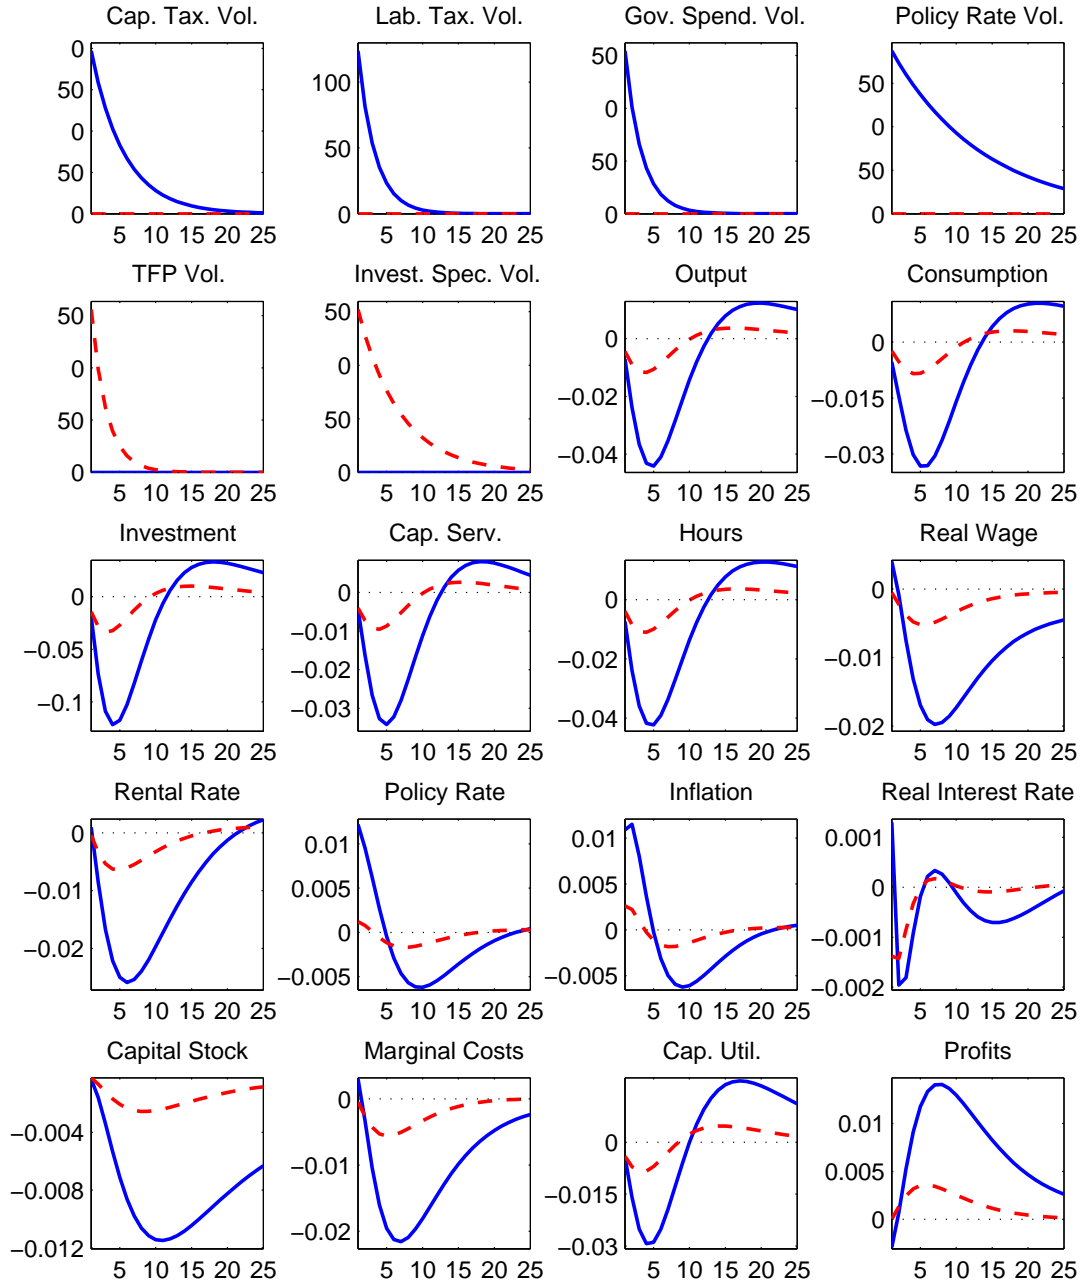 Cap. Tax. Vol. Lab. Tax. Vol. Gov. Spend. Vol. Policy Rate Vol.
0 50 0 50 0
100 50 0
50 0 50 0
50 0 50 0
5 10 15 20 25 5 10 15 20 25 5 10 15 20 25 5 10 15 20 25
TFP Vol. Invest. Spec. Vol. Output Consumption
50 0 50 0
50 0 50 0
0 −0.02 −0.04
0 −0.015 −0.03
5 10 15 20 25 5 10 15 20 25 5 10 15 20 25 5 10 15 20 25
Investment Cap. Serv. Hours Real Wage
0 −0.05 −0.1
0 −0.01 −0.02 −0.03
0 −0.02 −0.04
0 −0.01 −0.02
5 10 15 20 25 5 10 15 20 25 5 10 15 20 25 5 10 15 20 25
Rental Rate Policy Rate Inflation Real Interest Rate
0 −0.01 −0.02
0.01 0.005 0 −0.005
0.01 0.005 0 −0.005
0.001 0 −0.001 −0.002
5 10 15 20 25 5 10 15 20 25 5 10 15 20 25 5 10 15 20 25
Capital Stock Marginal Costs Cap. Util. Profits
−0.004 −0.008 −0.012
0 −0.01 −0.02
0 −0.015 −0.03
0.01 0.005 0
5 10 15 20 25 5 10 15 20 25 5 10 15 20 25 5 10 15 20 25